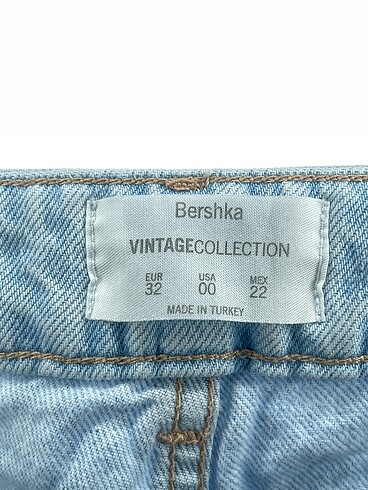 Bershka
VINTAGECOLLECTION
EUR USA MEX
32 00 22
MADE IN TURKEY